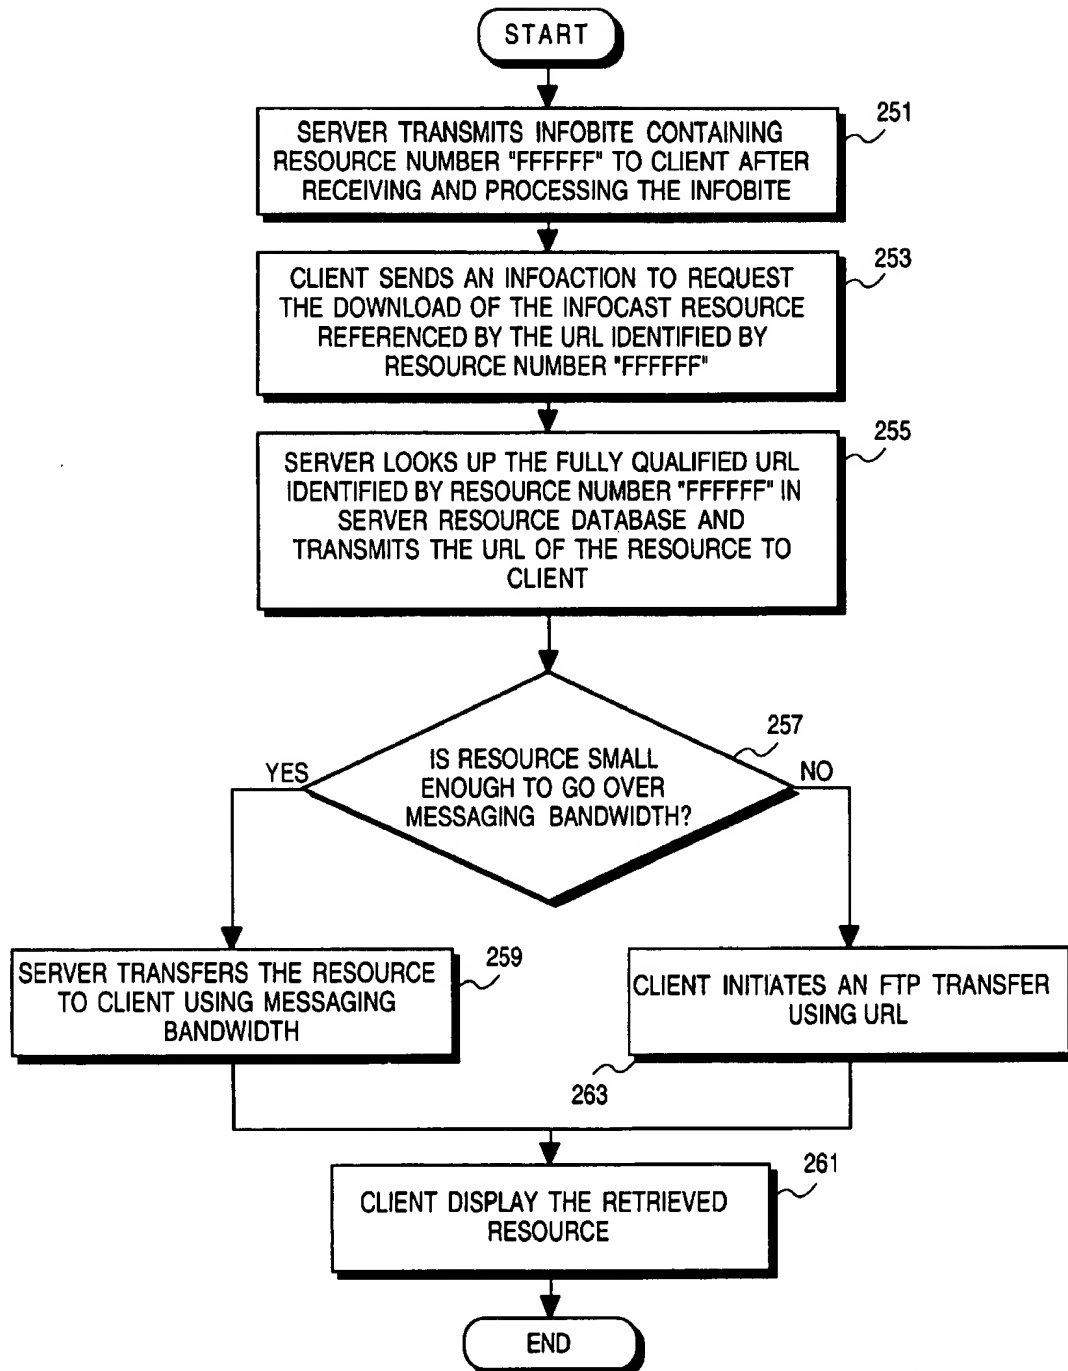 START
251
SERVER TRANSMITS INFOBITE CONTAINING
RESOURCE NUMBER "FFFFFF" TO CLIENT AFTER
RECEIVING AND PROCESSING THE INFOBITE
253
CLIENT SENDS AN INFOACTION TO REQUEST
THE DOWNLOAD OF THE INFOCAST RESOURCE
REFERENCED BY THE URL IDENTIFIED BY
RESOURCE NUMBER "FFFFFF"
255
SERVER LOOKS UP THE FULLY QUALIFIED URL
IDENTIFIED BY RESOURCE NUMBER "FFFFFF" IN
SERVER RESOURCE DATABASE AND
TRANSMITS THE URL OF THE RESOURCE TO
CLIENT
257
IS RESOURCE SMALL
ENOUGH TO GO OVER
MESSAGING BANDWIDTH?
YES
NO
SERVER TRANSFERS THE RESOURCE
TO CLIENT USING MESSAGING
BANDWIDTH
259
CLIENT INITIATES AN FTP TRANSFER
USING URL
263
261
CLIENT DISPLAY THE RETRIEVED
RESOURCE
END